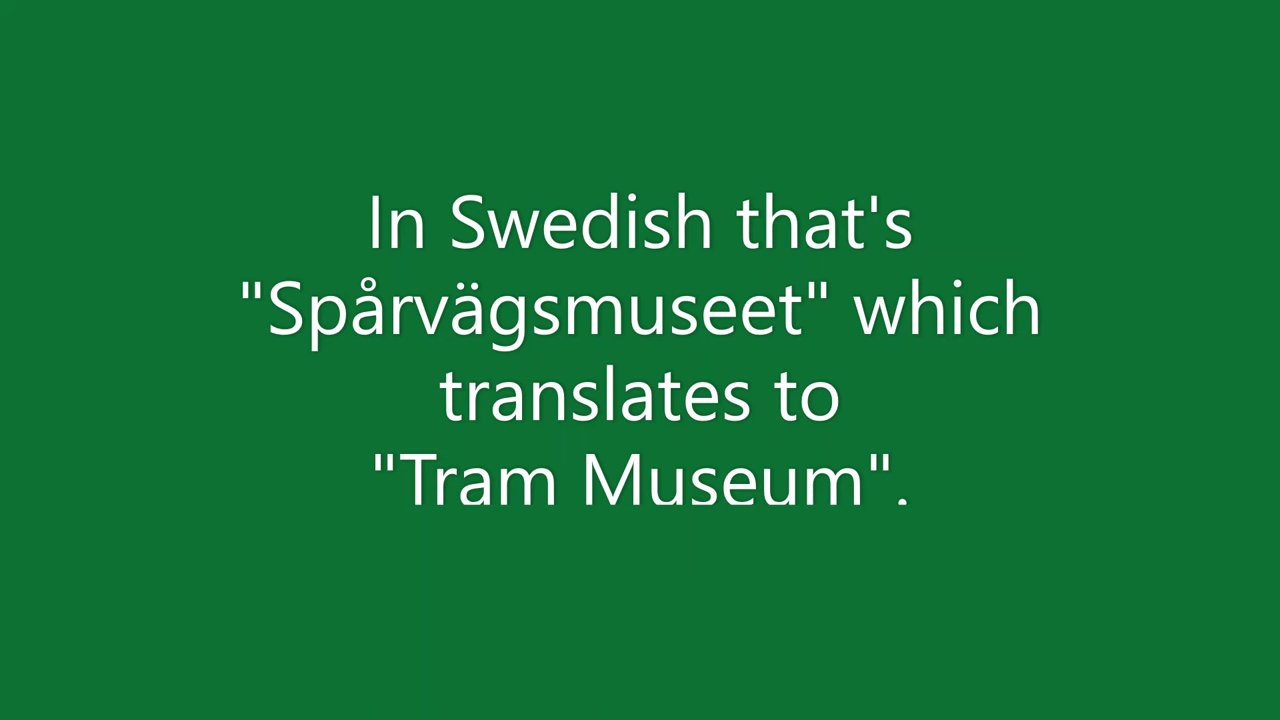 In Swedish that's
"Spårvägsmuseet" which
translates to
"Tram Museum".